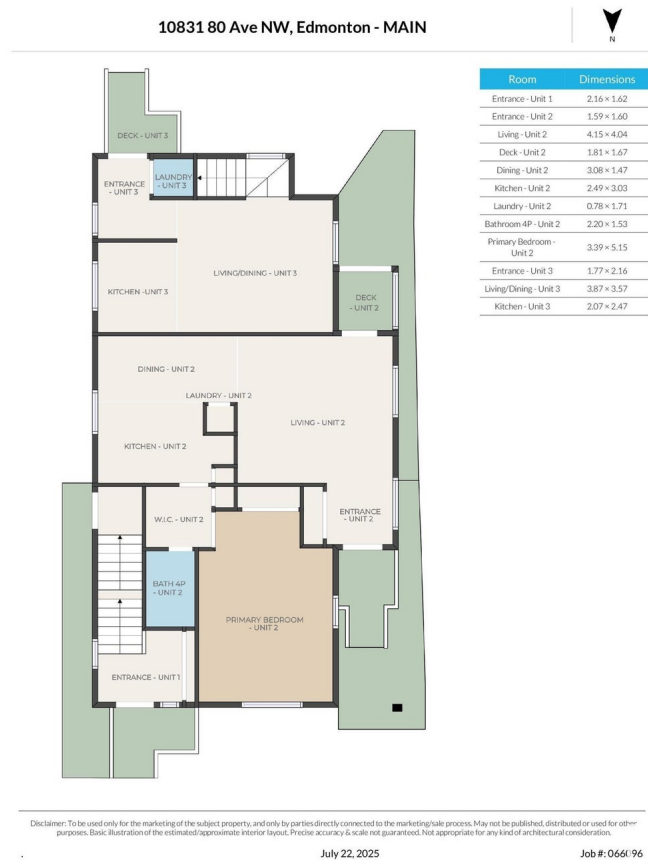 10831 80 Ave NW, Edmonton - MAIN
N
Room Dimensions
Entrance - Unit 1 2.16 × 1.62
Entrance - Unit 2 1.59 × 1.60
Living - Unit 2 4.15 × 4.04
Deck - Unit 2 1.81 × 1.67
Dining - Unit 2 3.08 × 1.47
Kitchen - Unit 2 2.49 × 3.03
Laundry - Unit 2 0.78 × 1.71
Bathroom 4P - Unit 2 2.20 × 1.53
Primary Bedroom -
Unit 2 3.39 × 5.15
Entrance - Unit 3 1.77 × 2.16
Living/Dining - Unit 3 3.87 × 3.57
Kitchen - Unit 3 2.07 × 2.47
DECK - UNIT 3
ENTRANCE
- UNIT 3
LAUNDRY
- UNIT 3
LIVING/DINING - UNIT 3
KITCHEN -UNIT 3
DECK
- UNIT 2
DINING - UNIT 2
LAUNDRY - UNIT 2
LIVING - UNIT 2
KITCHEN - UNIT 2
ENTRANCE
- UNIT 2
W.I.C. - UNIT 2
BATH 4P
- UNIT 2
PRIMARY BEDROOM
- UNIT 2
ENTRANCE - UNIT 1
Disclaimer: To be used only for the marketing of the subject property, and only by parties directly connected to the marketing/sale process. May not be published, distributed or used for other
purposes. Basic illustration of the estimated/approximate interior layout. Precise accuracy & scale not guaranteed. Not appropriate for any kind of architectural consideration.
July 22, 2025
Job #: 066096